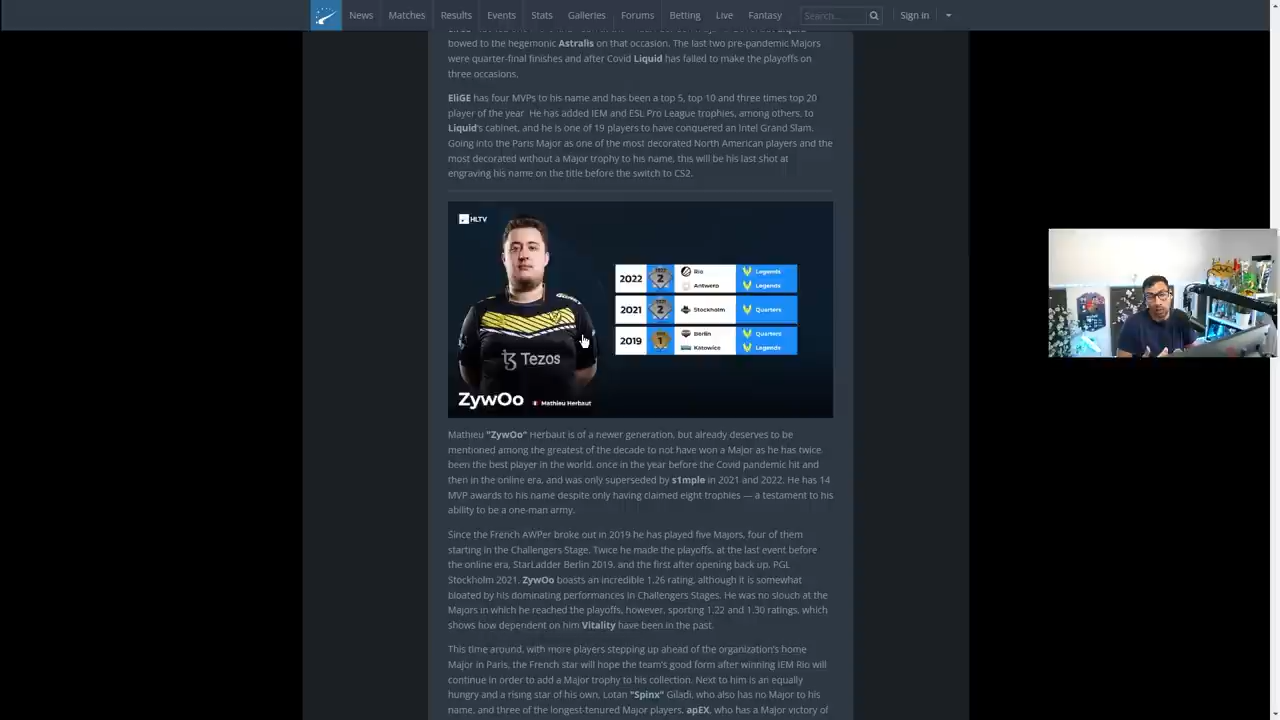 News Matches Results Events Stats Galleries Forums Betting Live Fantasy Search... Sign in
bowed to the hegemonic Astralis on that occasion. The last two pre-pandemic Majors
were quarter-final finishes and after Covid Liquid has failed to make the playoffs on
three occasions.
EliGE has four MVPs to his name and has been a top 5, top 10 and three times top 20
player of the year. He has added IEM and ESL Pro League trophies, among others, to
Liquid's cabinet, and he is one of 19 players to have conquered an Intel Grand Slam.
Going into the Paris Major as one of the most decorated North American players and the
most decorated without a Major trophy to his name, this will be his last shot at
engraving his name on the title before the switch to CS2.
HLTV
2022 2 Rio Legends
Antwerp Legends
2021 2 Stockholm Quarters
2019 1 Berlin Quarters
Katowice Legends
Tezos
ZywOo Mathieu Herbaut
Mathieu "ZywOo" Herbaut is of a newer generation, but already deserves to be
mentioned among the greatest of the decade to not have won a Major as he has twice
been the best player in the world, once in the year before the Covid pandemic hit and
then in the online era, and was only superseded by s1mple in 2021 and 2022. He has 14
MVP awards to his name despite only having claimed eight trophies — a testament to his
ability to be a one-man army.
Since the French AWPer broke out in 2019 he has played five Majors, four of them
starting in the Challengers Stage. Twice he made the playoffs, at the last event before
the online era, StarLadder Berlin 2019, and the first after opening back up, PGL
Stockholm 2021. ZywOo boasts an incredible 1.26 rating, although it is somewhat
bloated by his dominating performances in Challengers Stages. He was no slouch at the
Majors in which he reached the playoffs, however, sporting 1.22 and 1.30 ratings, which
shows how dependent on him Vitality have been in the past.
This time around, with more players stepping up ahead of the organization's home
Major in Paris, the French star will hope the team's good form after winning IEM Rio will
continue in order to add a Major trophy to his collection. Next to him is an equally
hungry and a rising star of his own, Lotan "Spinx" Giladi, who also has no Major to his
name, and three of the longest-tenured Major players, apEX, who has a Major victory of